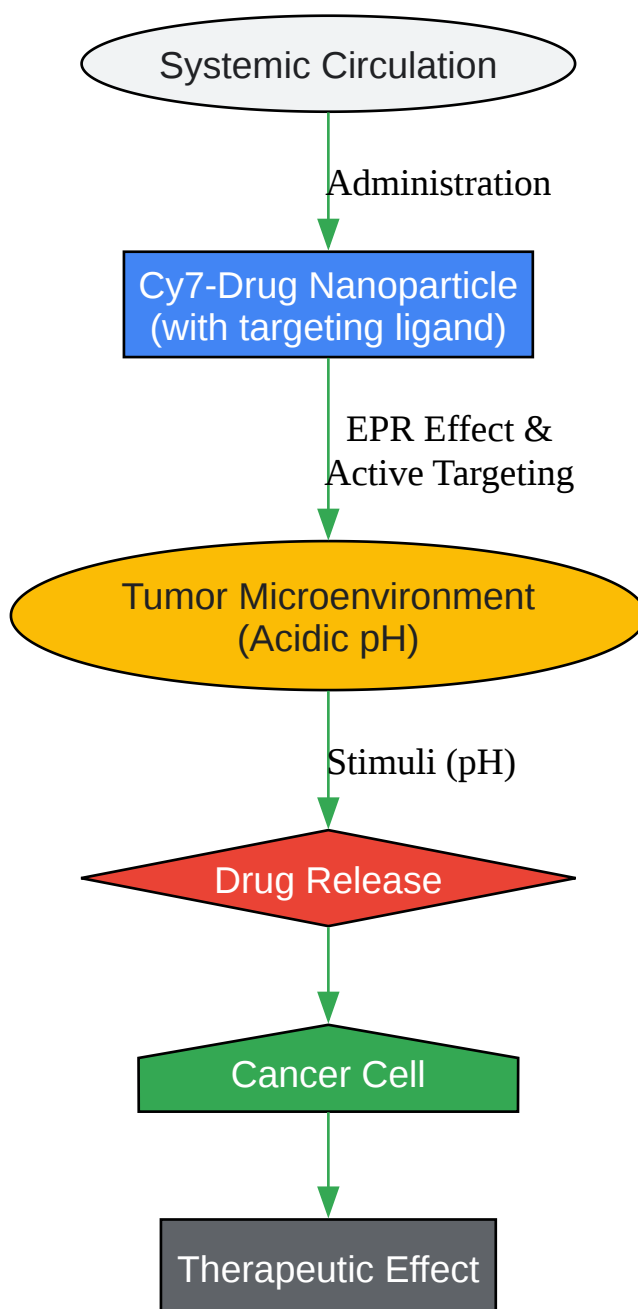 Systemic Circulation
Administration
Cy7-Drug Nanoparticle
(with targeting ligand)
EPR Effect &
Active Targeting
Tumor Microenvironment
(Acidic pH)
Stimuli (pH)
Drug Release
Cancer Cell
Therapeutic Effect